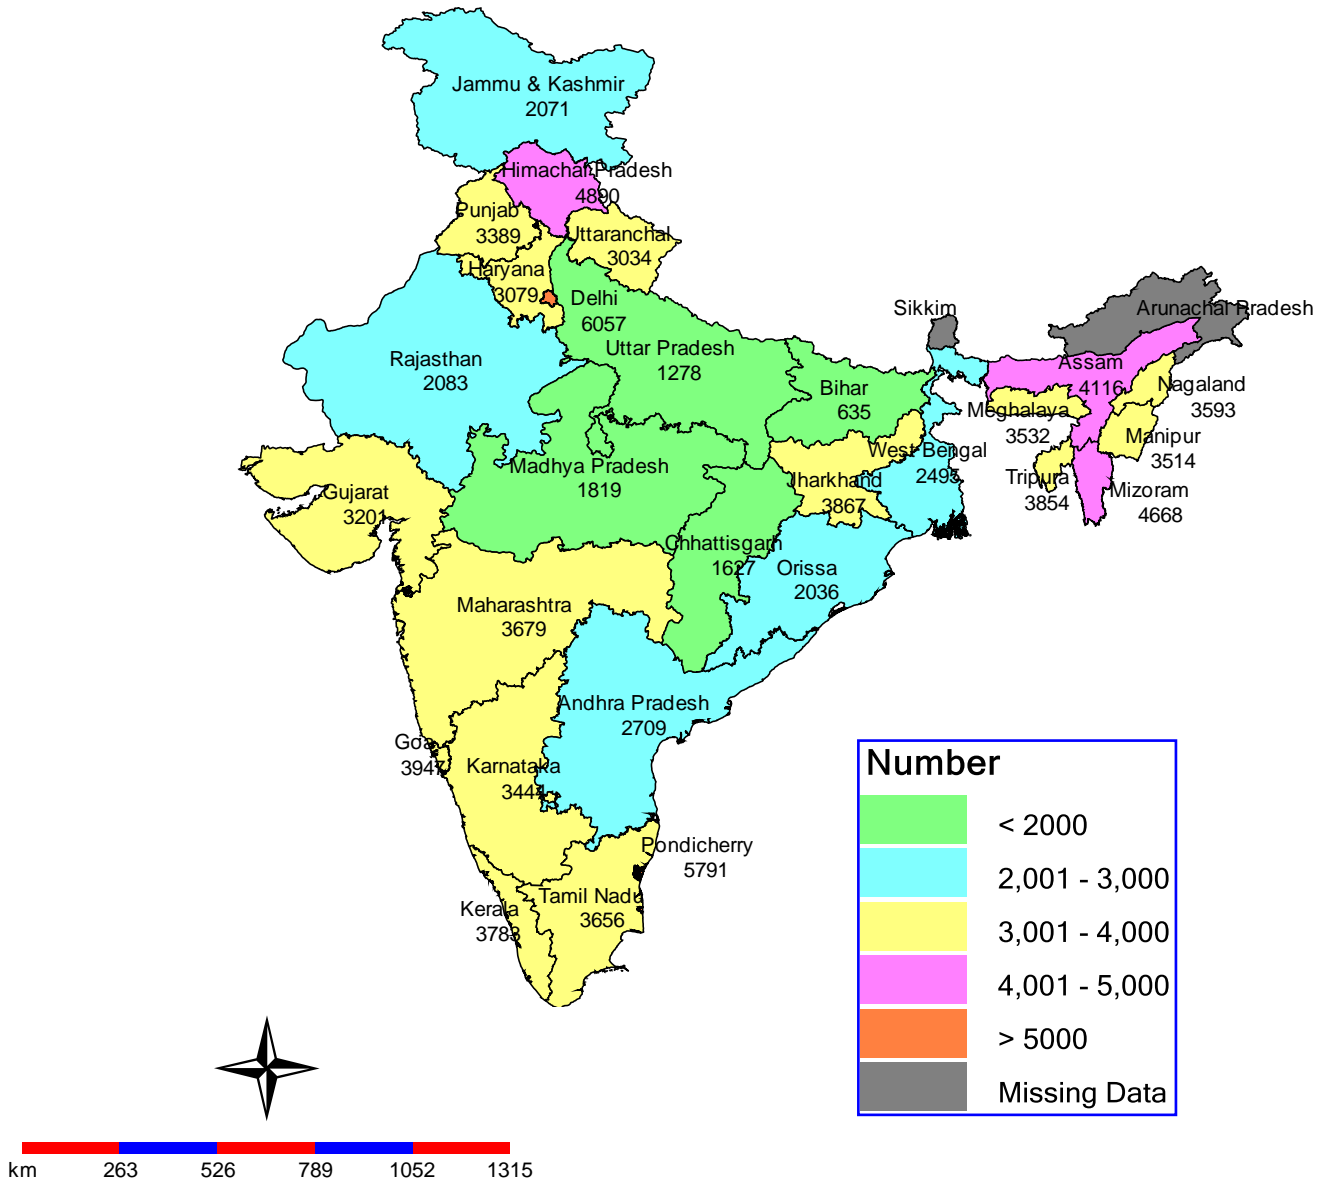 Jammu & Kashmir
2071
Himachal Pradesh
4890
Punjab
3389
Uttaranchal
3034
Haryana
3079
Delhi
6057
Sikkim
Arunachal Pradesh
Rajasthan
2083
Uttar Pradesh
1278
Bihar
635
Assam
4116
Nagaland
3593
Meghalaya
3532
Manipur
3514
West Bengal
2495
Madhya Pradesh
1819
Jharkhand
3867
Tripura
3854
Mizoram
4668
Gujarat
3201
Chhattisgarh
1627
Orissa
2036
Maharashtra
3679
Andhra Pradesh
2709
Goa
3947
Karnataka
3444
Pondicherry
5791
Tamil Nadu
3656
Kerala
3783
Number
< 2000
2,001 - 3,000
3,001 - 4,000
4,001 - 5,000
> 5000
Missing Data
km 263 526 789 1052 1315